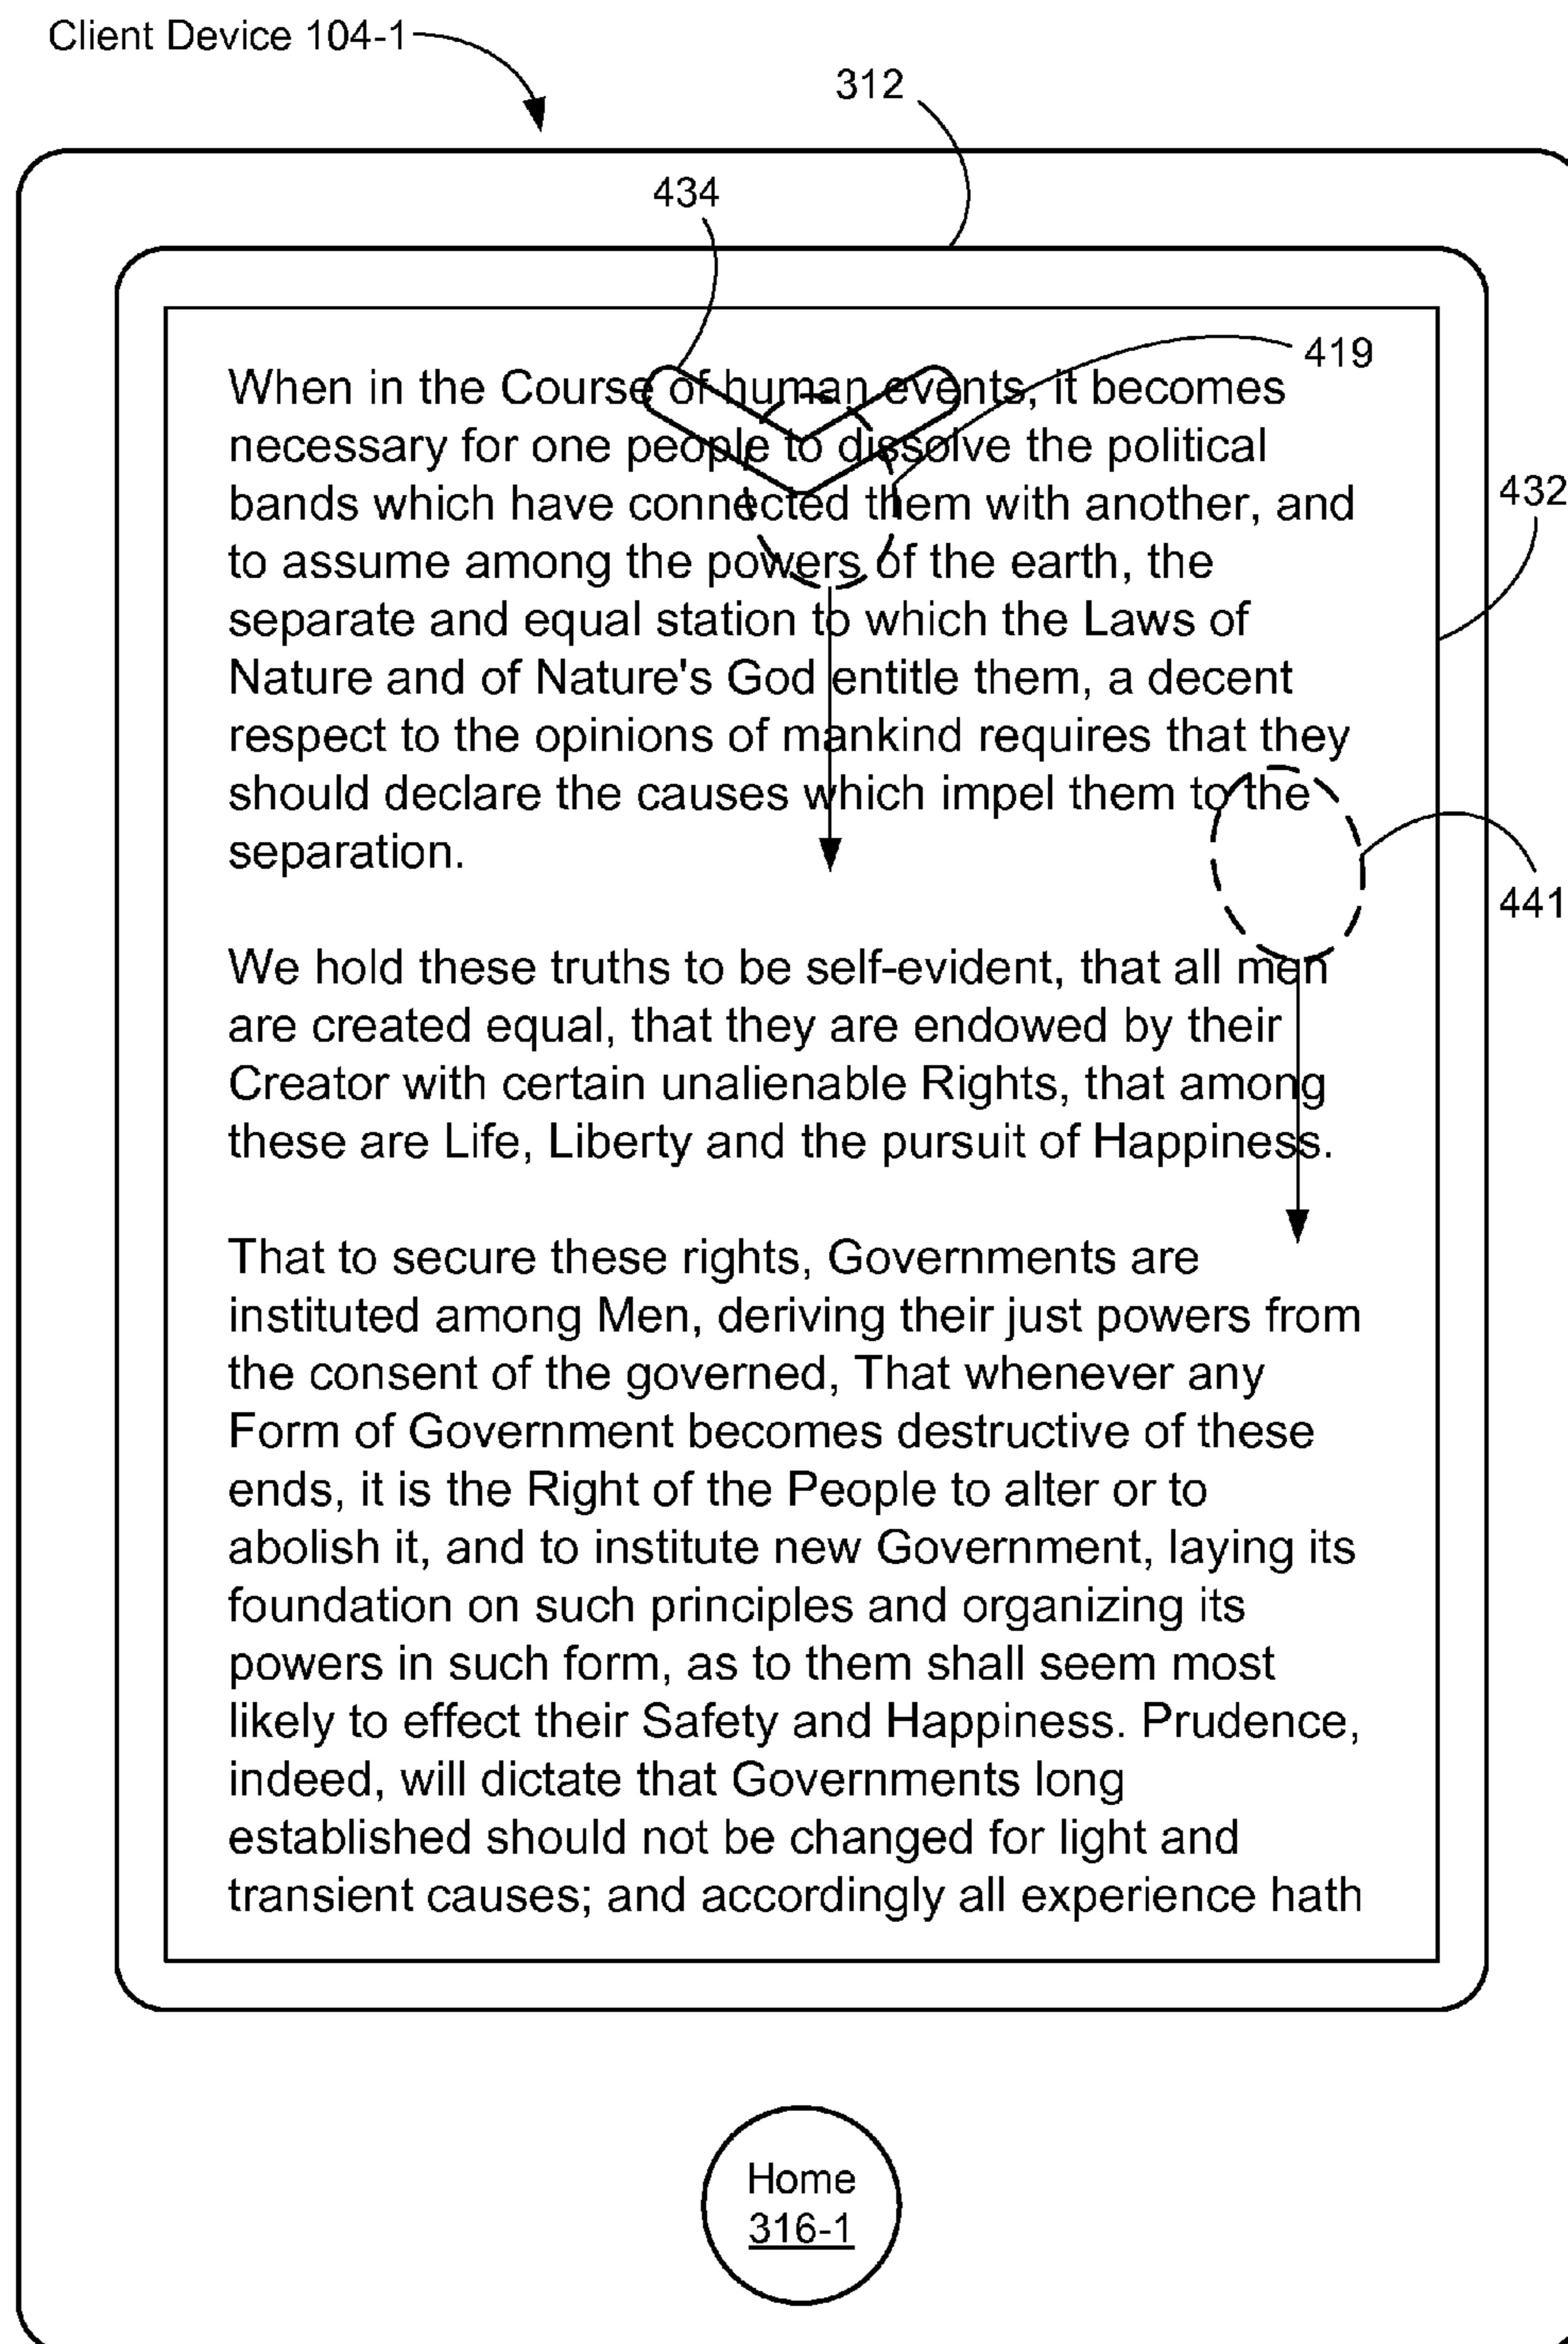 Client Device 104-1
312
434
419
When in the Course of human events, it becomes
necessary for one people to dissolve the political
bands which have connected them with another, and
to assume among the powers of the earth, the
separate and equal station to which the Laws of
Nature and of Nature's God entitle them, a decent
respect to the opinions of mankind requires that they
should declare the causes which impel them to the
separation.
432
441
We hold these truths to be self-evident, that all men
are created equal, that they are endowed by their
Creator with certain unalienable Rights, that among
these are Life, Liberty and the pursuit of Happiness.
That to secure these rights, Governments are
instituted among Men, deriving their just powers from
the consent of the governed, That whenever any
Form of Government becomes destructive of these
ends, it is the Right of the People to alter or to
abolish it, and to institute new Government, laying its
foundation on such principles and organizing its
powers in such form, as to them shall seem most
likely to effect their Safety and Happiness. Prudence,
indeed, will dictate that Governments long
established should not be changed for light and
transient causes; and accordingly all experience hath
Home
316-1